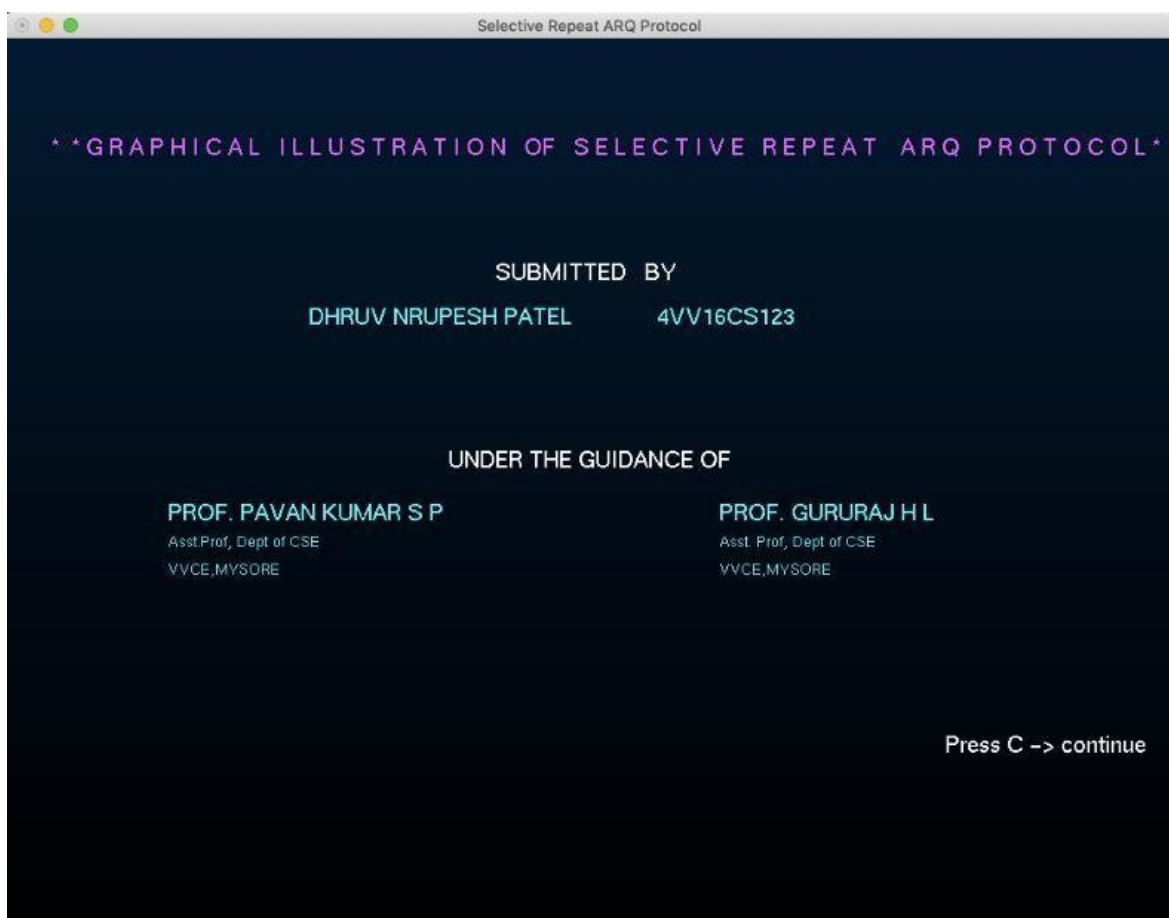 Selective Repeat ARQ Protocol
* *GRAPHICAL ILLUSTRATION OF SELECTIVE REPEAT ARQ PROTOCOL*
SUBMITTED BY
DHRUV NRUPESH PATEL 4VV16CS123
UNDER THE GUIDANCE OF
PROF. PAVAN KUMAR S P PROF. GURURAJ H L
Asst.Prof, Dept of CSE Asst. Prof, Dept of CSE
VVCE,MYSORE VVCE,MYSORE
Press C -> continue